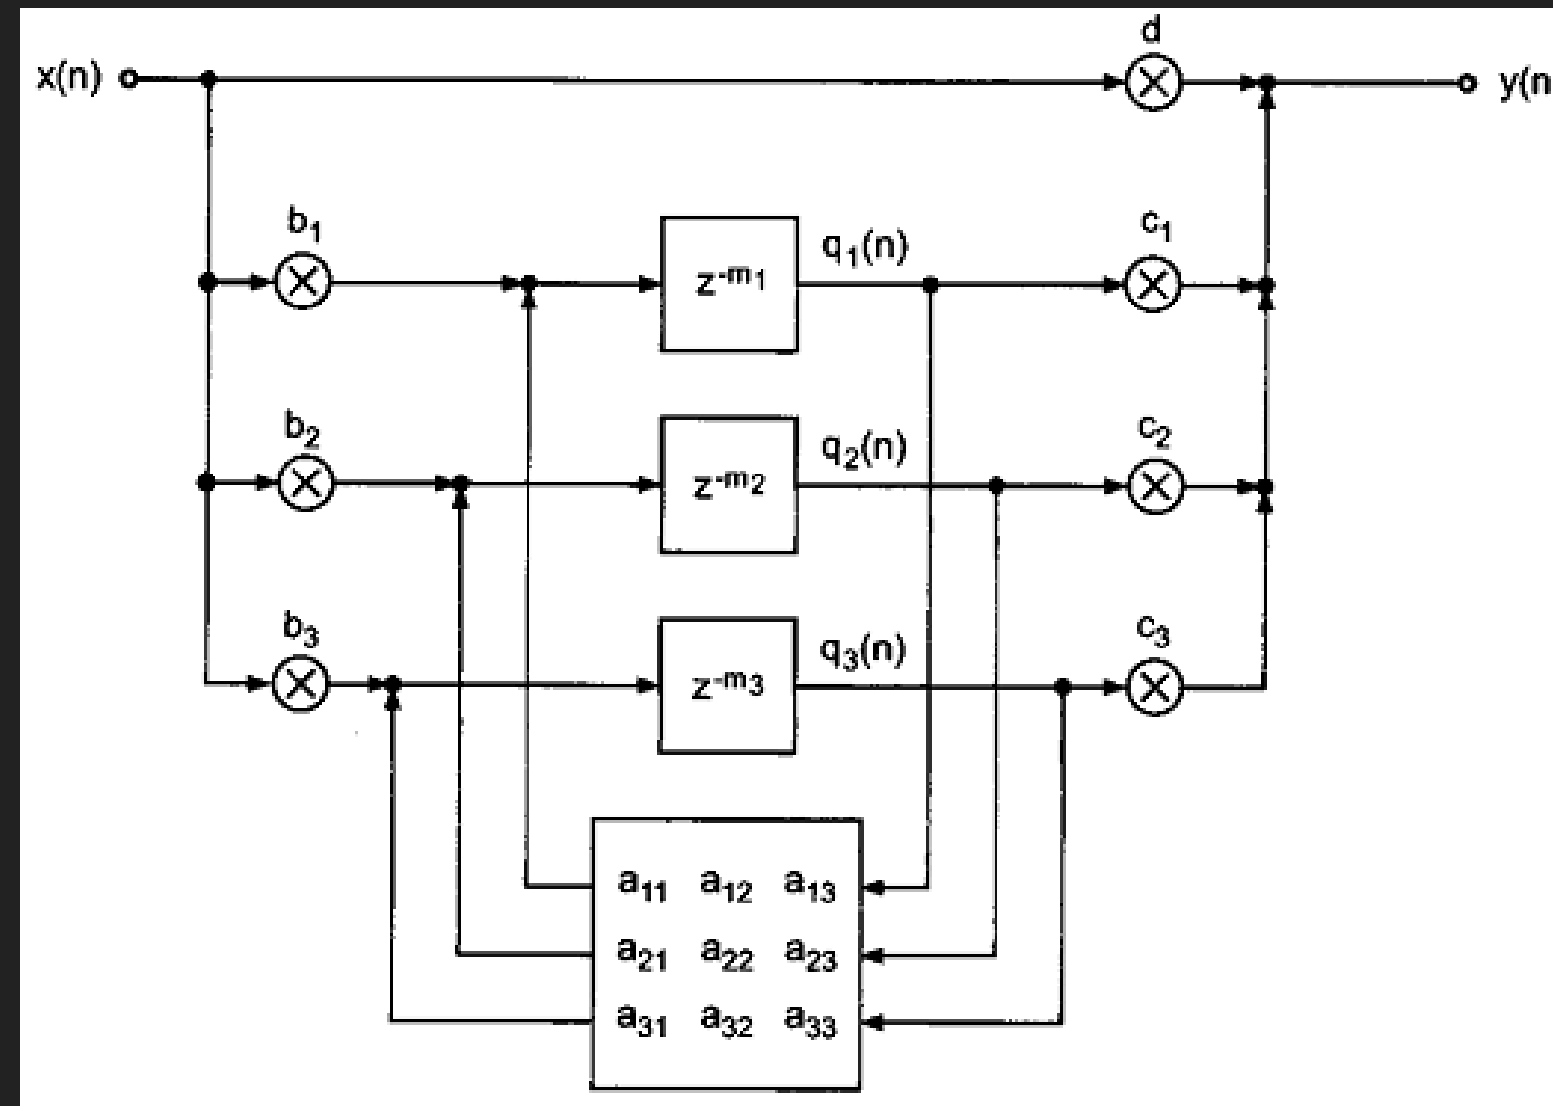 d
x(n) y(n
b₁ q₁(n) c₁
z⁻ᵐ¹
b₂ q₂(n) c₂
z⁻ᵐ²
b₃ q₃(n) c₃
z⁻ᵐ³
a₁₁ a₁₂ a₁₃
a₂₁ a₂₂ a₂₃
a₃₁ a₃₂ a₃₃